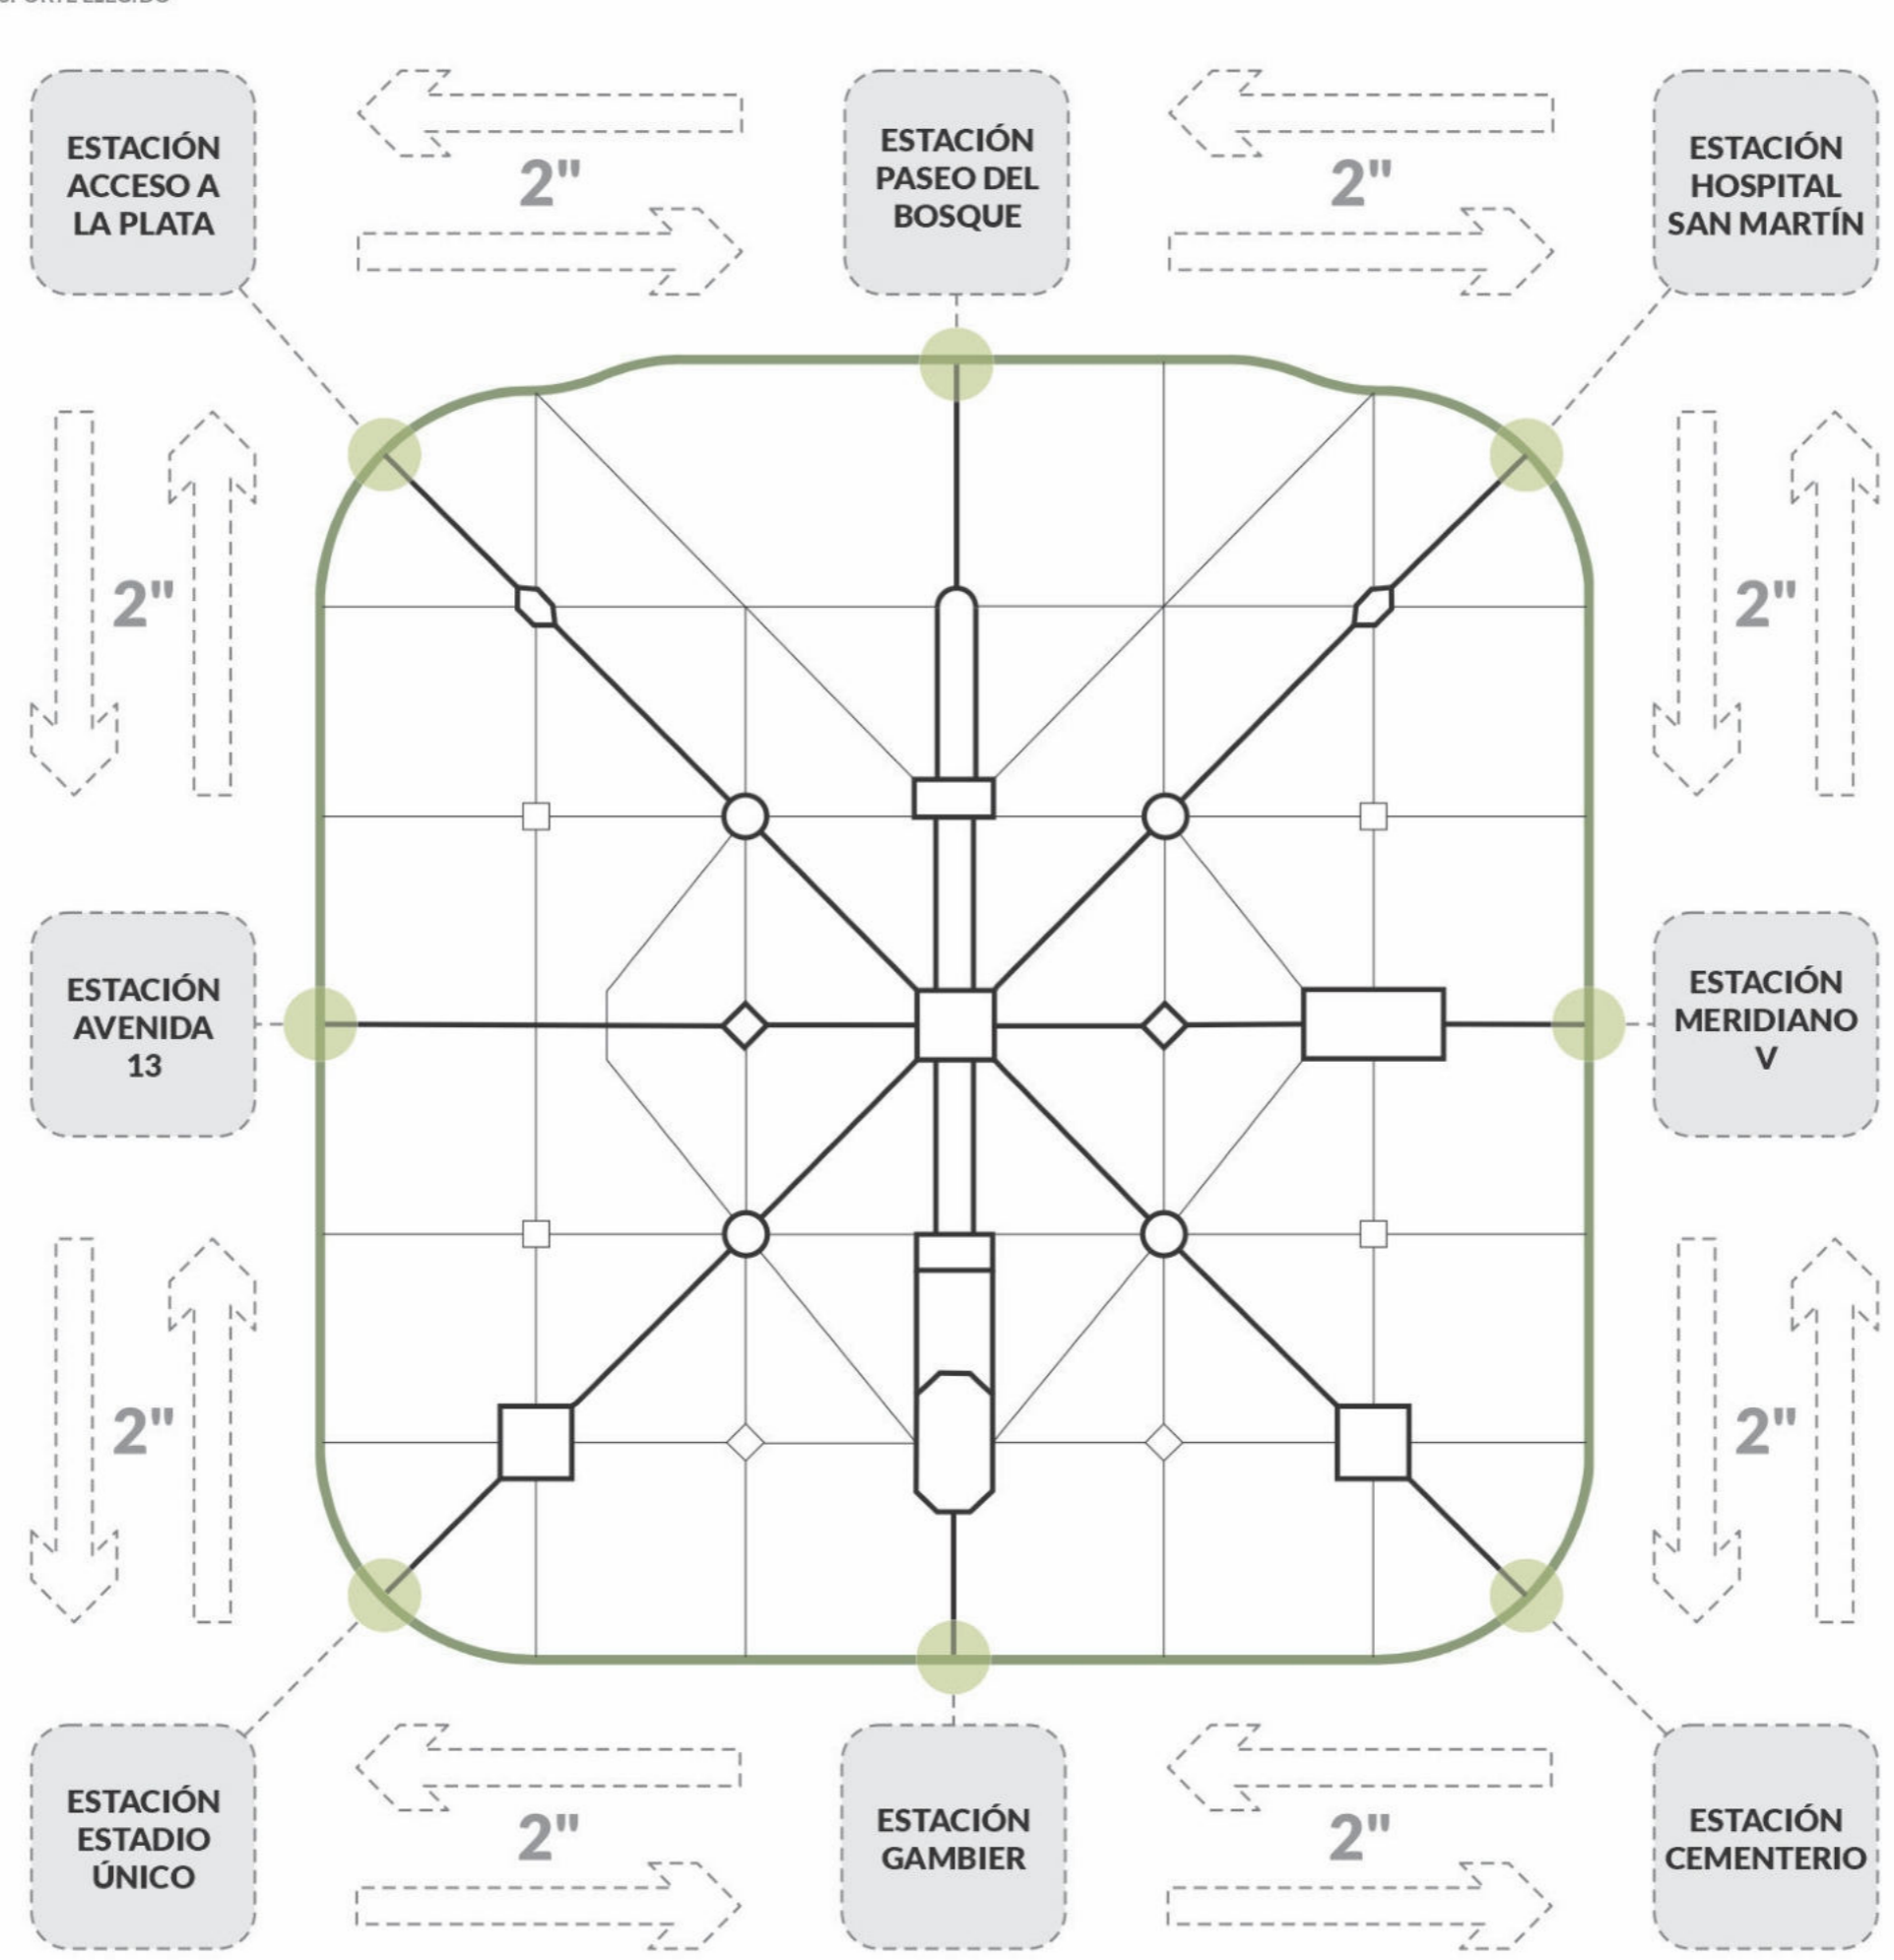 ESTACIÓN
ACCESO A
LA PLATA
2"
ESTACIÓN
PASEO DEL
BOSQUE
2"
ESTACIÓN
HOSPITAL
SAN MARTÍN
2"
2"
ESTACIÓN
AVENIDA
13
ESTACIÓN
MERIDIANO
V
2"
2"
ESTACIÓN
ESTADIO
ÚNICO
2"
ESTACIÓN
GAMBIER
2"
ESTACIÓN
CEMENTERIO